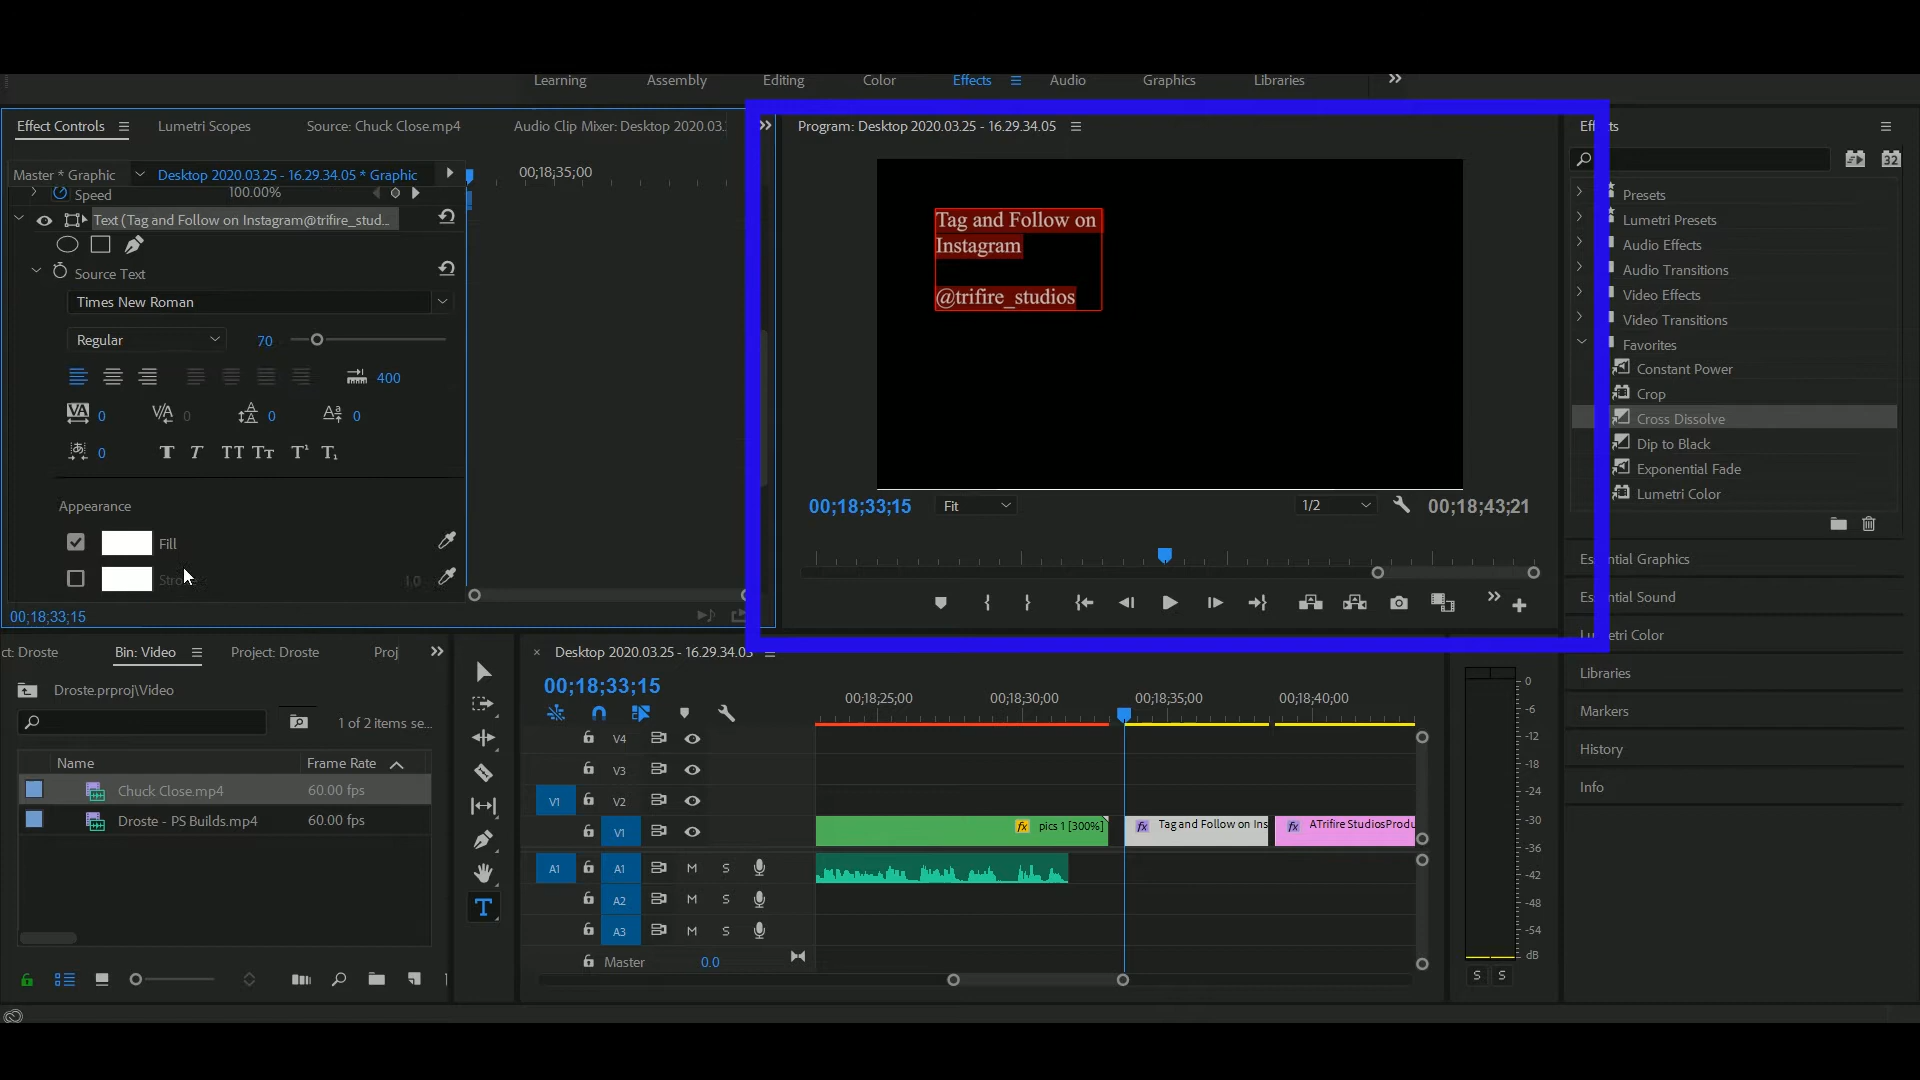 Learning Assembly Editing Color Effects Audio Graphics Libraries
Effect Controls Lumetri Scopes Source: Chuck Close.mp4 Audio Clip Mixer: Desktop 2020.03.
Master * Graphic Desktop 2020.03.25 - 16.29.34.05 * Graphic
00;18;35;00
Speed 100.00%
Text (Tag and Follow on Instagram@trifire_stud...
Source Text
Times New Roman
Regular 70
400
0 0 0 0
0
Appearance
Fill
1.0
00;18;33;15
Program: Desktop 2020.03.25 - 16.29.34.05
Tag and Follow on
Instagram
@trifire_studios
00;18;33;15 Fit 1/2 00;18;43;21
32
Presets
Lumetri Presets
Audio Effects
Audio Transitions
Video Effects
Video Transitions
Favorites
Constant Power
Crop
Cross Dissolve
Dip to Black
Exponential Fade
Lumetri Color
Libraries
Markers
History
Info
ct: Droste Bin: Video Project: Droste Proj
Droste.prproj\Video
1 of 2 items se...
Name Frame Rate
Chuck Close.mp4 60.00 fps
Droste - PS Builds.mp4 60.00 fps
Desktop 2020.03.25 - 16.29.34.05
00;18;33;15
00;18;25;00 00;18;30;00 00;18;35;00 00;18;40;00
V4
V3
V1 V2
V1 pics 1 [300%] Tag and Follow on Ins ATrifire StudiosProdu
A1 A1 M S
A2 M S
A3 M S
Master 0.0
0
-6
-12
-18
-24
-30
-36
-42
-48
-54
dB
S S